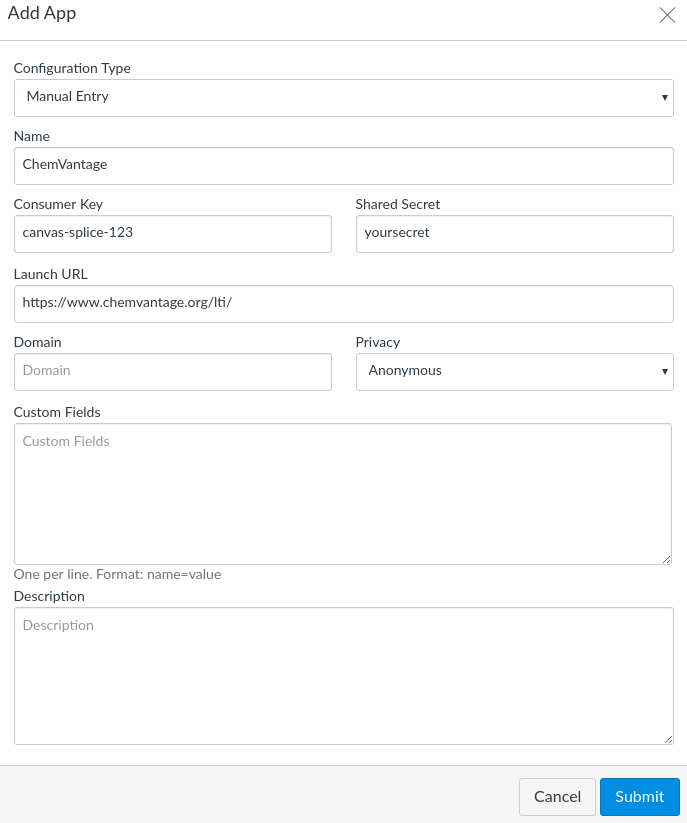 Add App
Configuration Type
Manual Entry
Name
ChemVantage
Consumer Key Shared Secret
canvas-splice-123 yoursecret
Launch URL
https://www.chemvantage.org/lti/
Domain Privacy
Domain Anonymous
Custom Fields
Custom Fields
One per line. Format: name=value
Description
Description
Cancel Submit